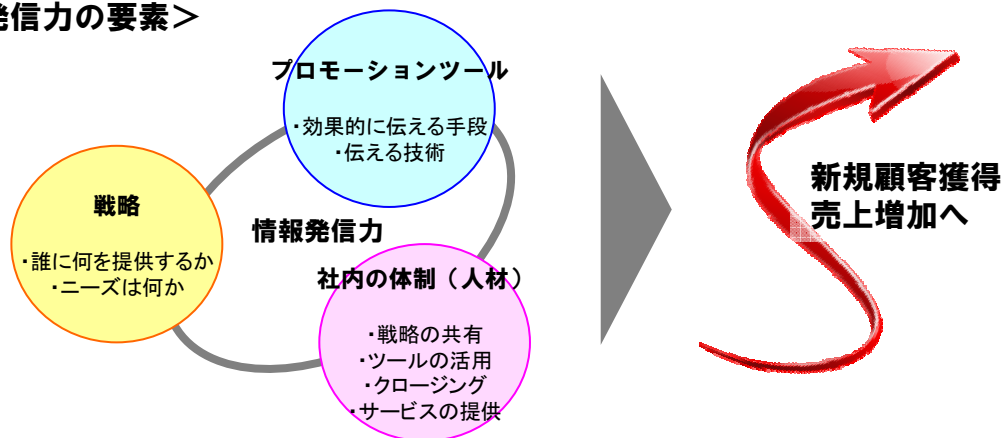 発信力の要素＞
プロモーションツール
・効果的に伝える手段
・伝える技術
戦略
・誰に何を提供するか
・ニーズは何か
情報発信力
社内の体制（人材）
・戦略の共有
・ツールの活用
・クロージング
・サービスの提供
新規顧客獲得
売上増加へ